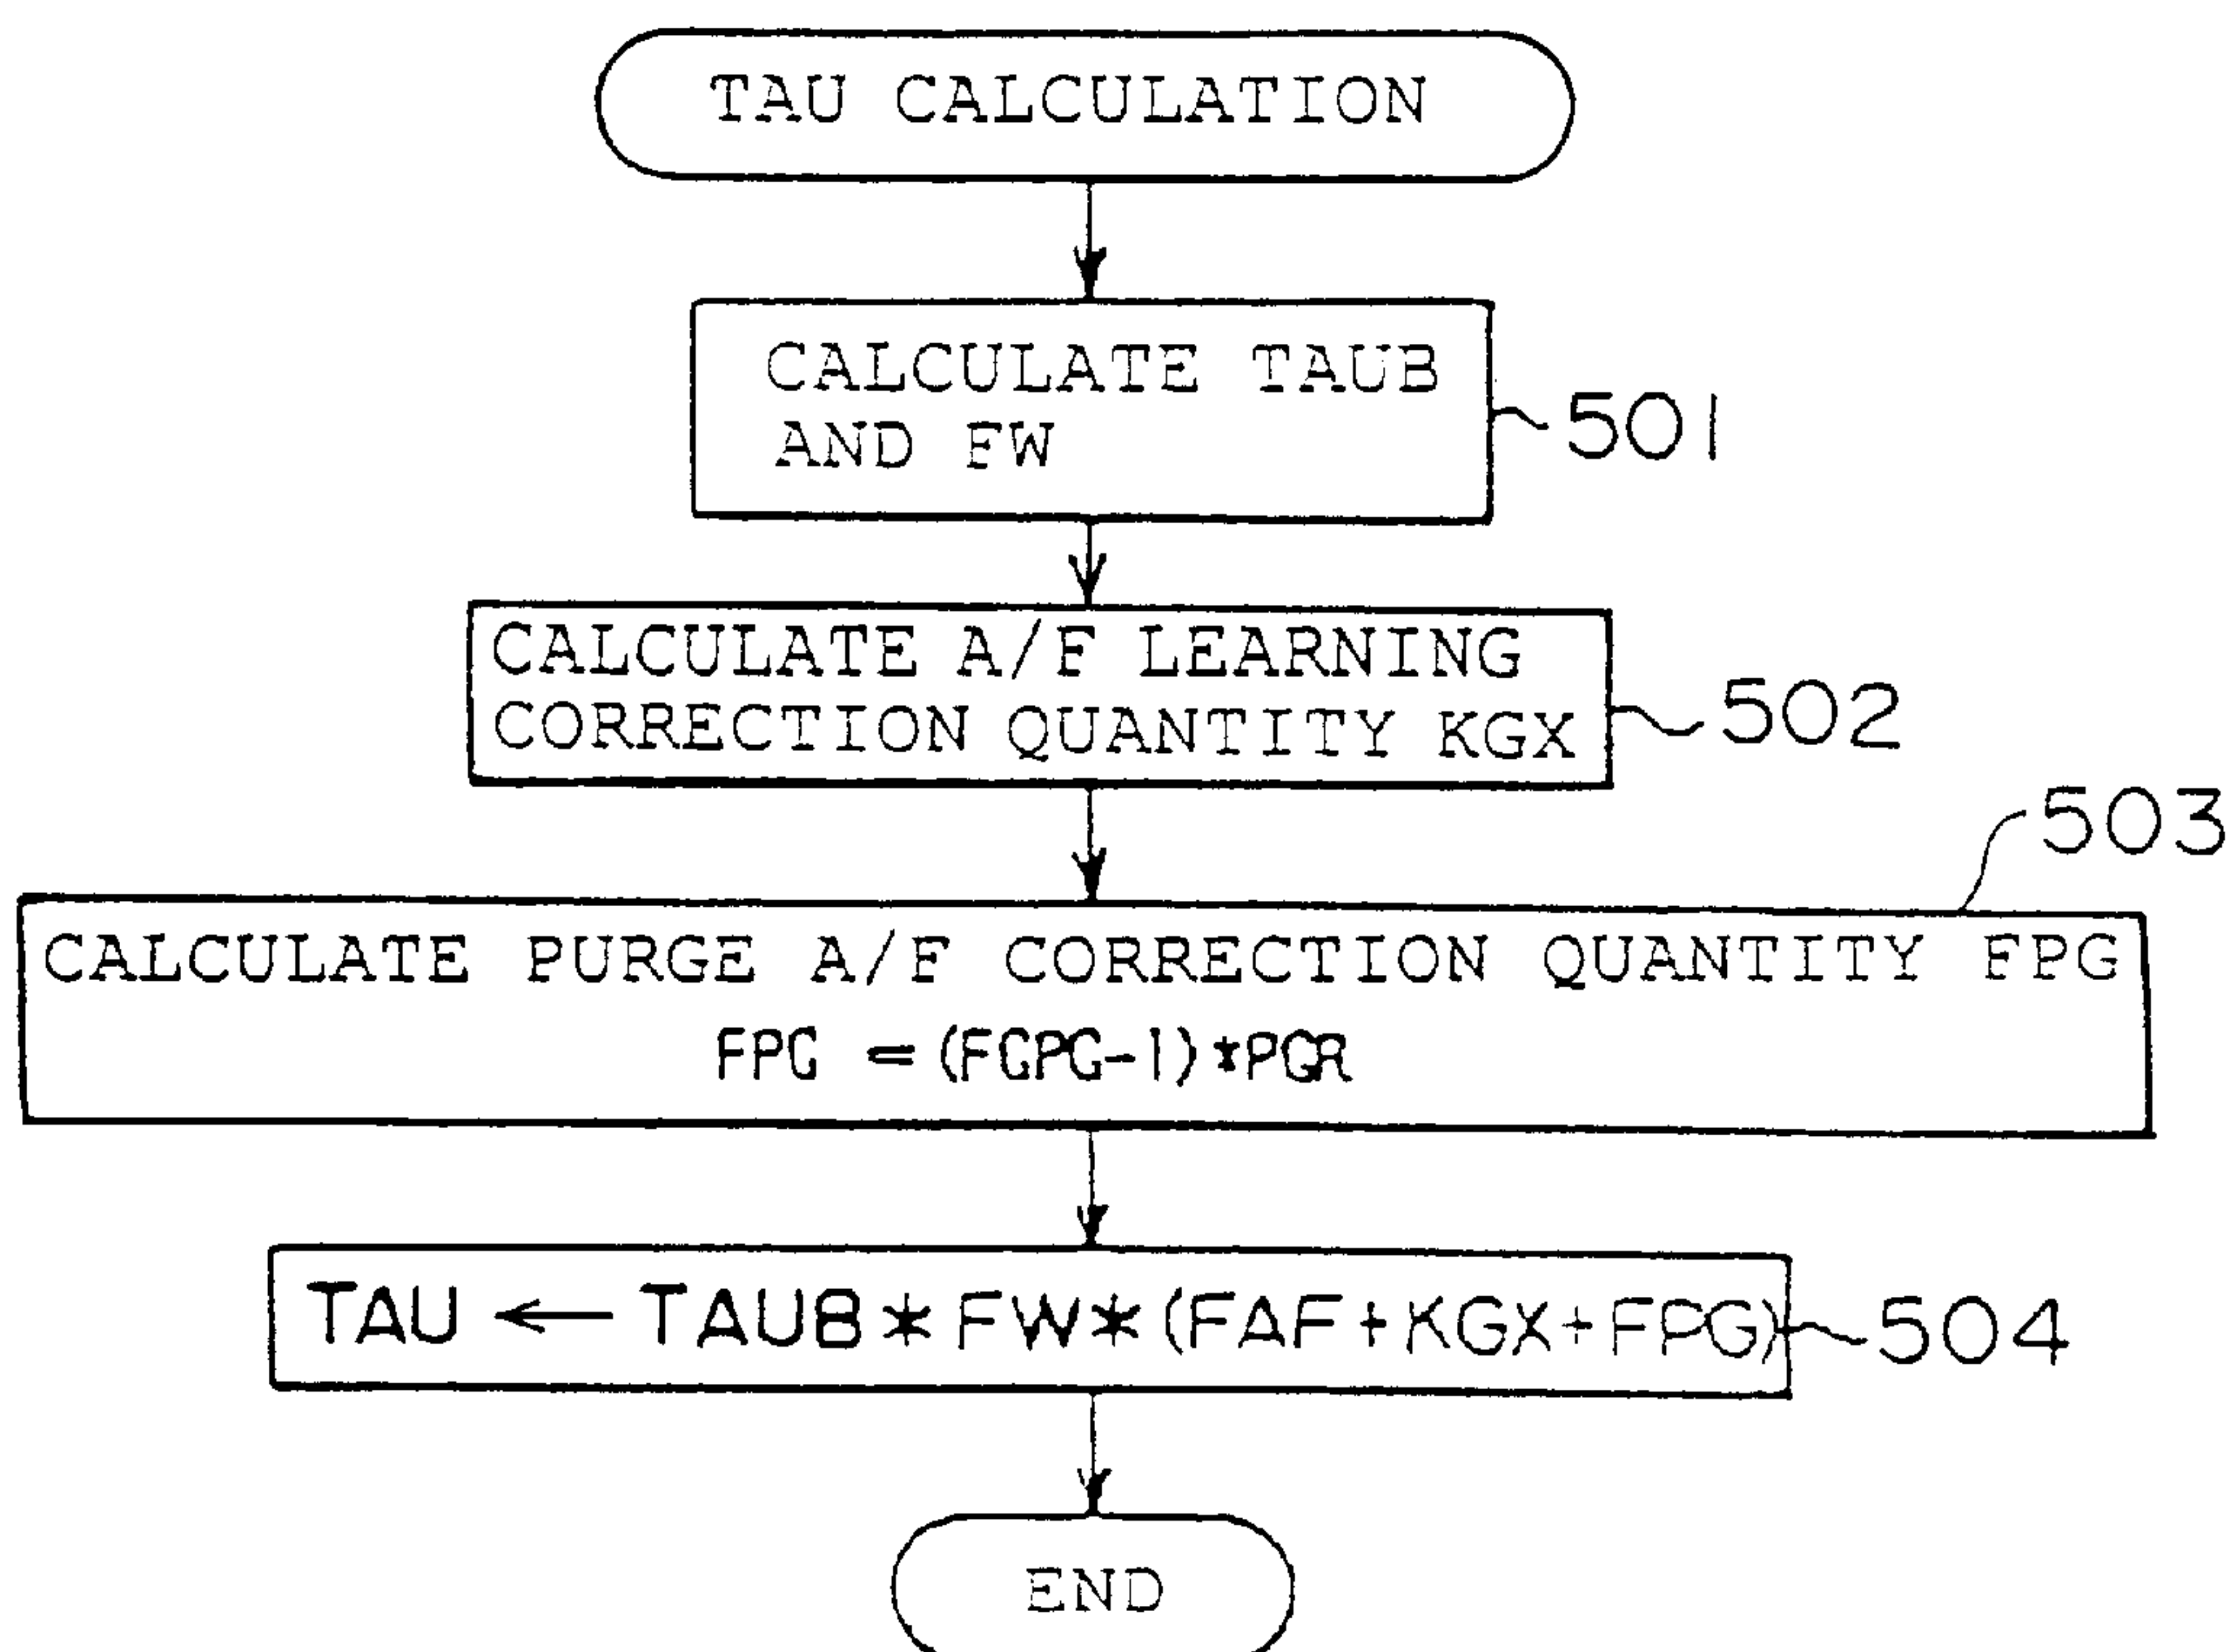 TAU CALCULATION
CALCULATE TAUB
AND FW
501
CALCULATE A/F LEARNING
CORRECTION QUANTITY KGX
502
503
CALCULATE PURGE A/F CORRECTION QUANTITY FPG
FPG = (FGPG-1)*PGR
TAU ← TAUB * FW * (FAF+KGX+FPG)
504
END